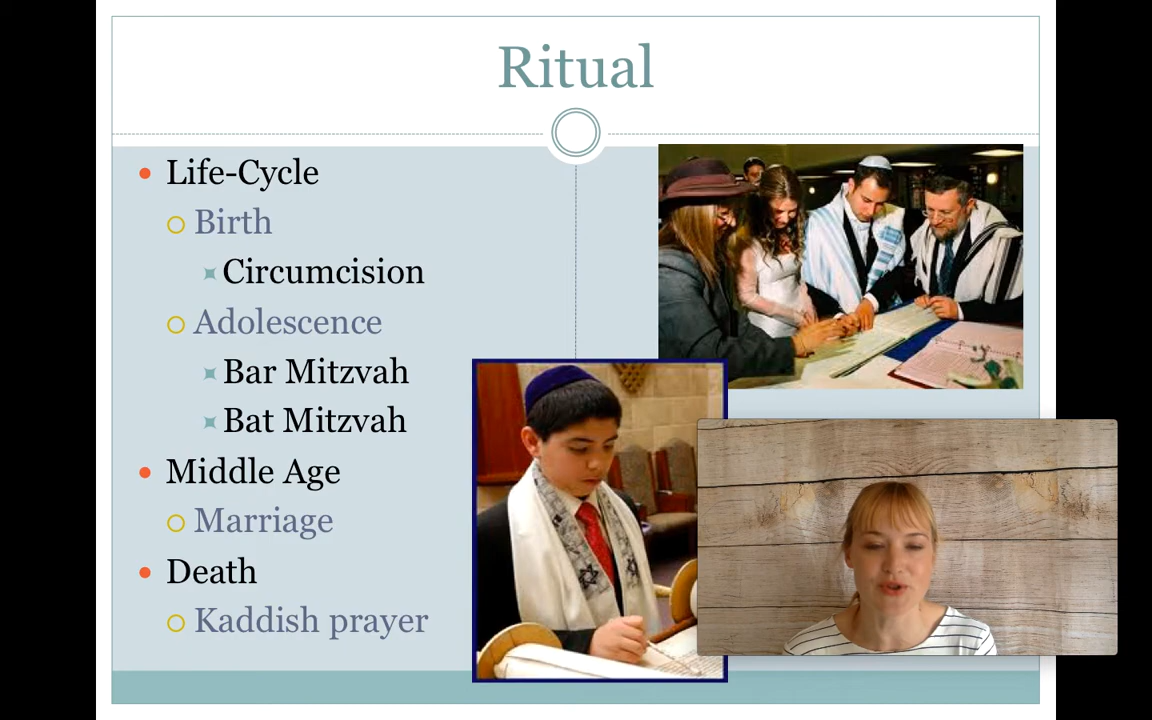 Ritual
Life-Cycle
Birth
Circumcision
Adolescence
Bar Mitzvah
Bat Mitzvah
Middle Age
Marriage
Death
Kaddish prayer